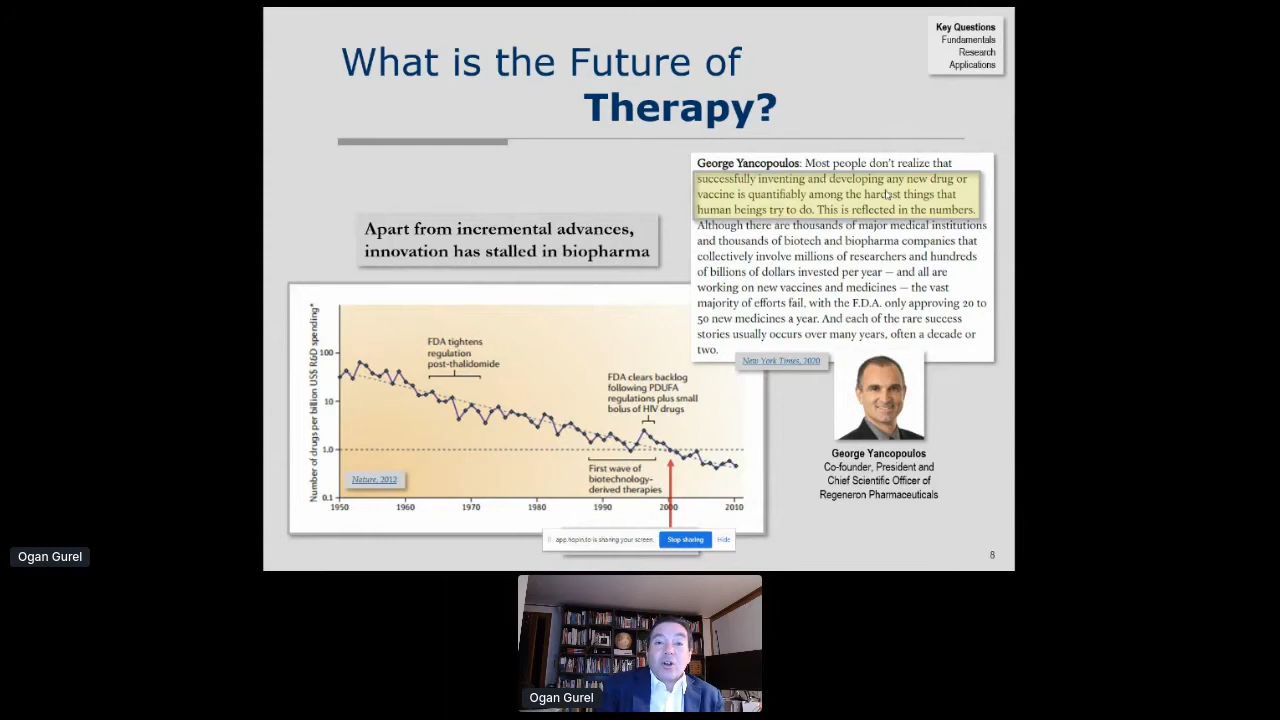 Key Questions
Fundamentals
Research
Applications
What is the Future of
Therapy?
George Yancopoulos: Most people don't realize that
successfully inventing and developing any new drug or
vaccine is quantifiably among the hardest things that
human beings try to do. This is reflected in the numbers.
Although there are thousands of major medical institutions
and thousands of biotech and biopharma companies that
collectively involve millions of researchers and hundreds
of billions of dollars invested per year — and all are
working on new vaccines and medicines — the vast
majority of efforts fail, with the F.D.A. only approving 20 to
50 new medicines a year. And each of the rare success
stories usually occurs over many years, often a decade or
two.
New York Times, 2020
Apart from incremental advances,
innovation has stalled in biopharma
Number of drugs per billion US$ R&D spending*
100
10
1.0
0.1
FDA tightens
regulation
post-thalidomide
FDA clears backlog
following PDUFA
regulations plus small
bolus of HIV drugs
First wave of
biotechnology-
derived therapies
Nature, 2012
1950
1960
1970
1980
1990
2000
2010
George Yancopoulos
Co-founder, President and
Chief Scientific Officer of
Regeneron Pharmaceuticals
app.hopin.to is sharing your screen.
Stop sharing
Hide
8
Ogan Gurel
Ogan Gurel